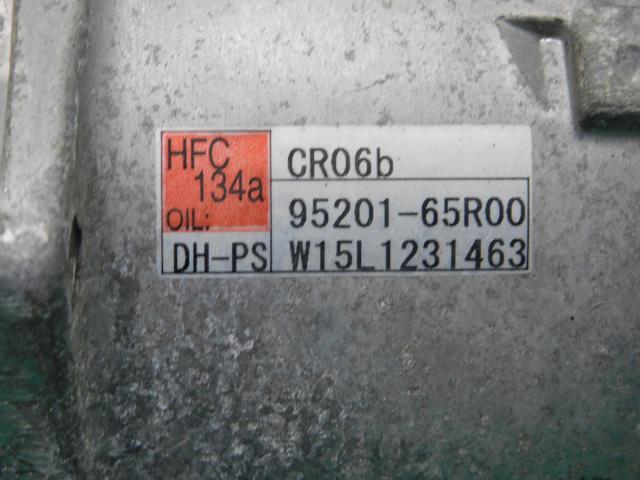 HFC
134a
OIL:
DH-PS
CR06b
95201-65R00
W15L1231463